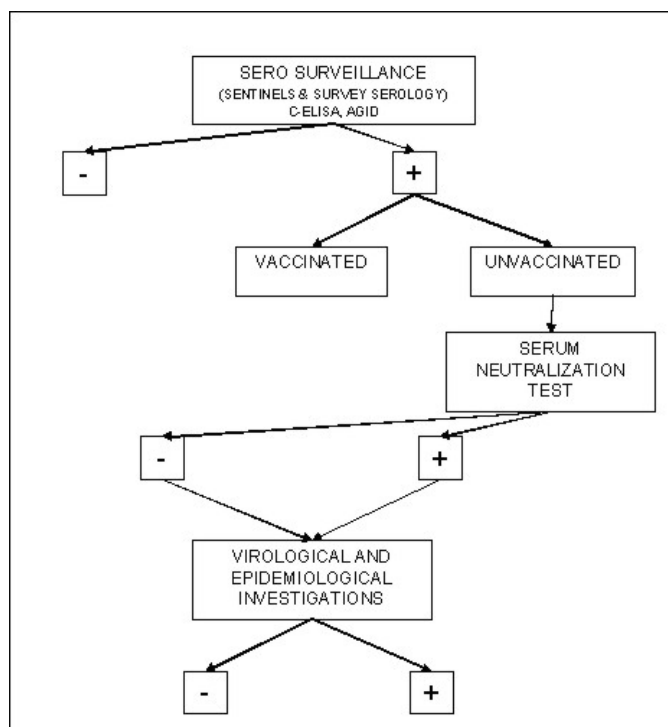 SERO SURVEILLANCE
(SENTINELS & SURVEY SEROLOGY)
C-ELISA, AGID
-
+
VACCINATED
UNVACCINATED
SERUM
NEUTRALIZATION
TEST
-
+
VIROLOGICAL AND
EPIDEMIOLOGICAL
INVESTIGATIONS
-
+